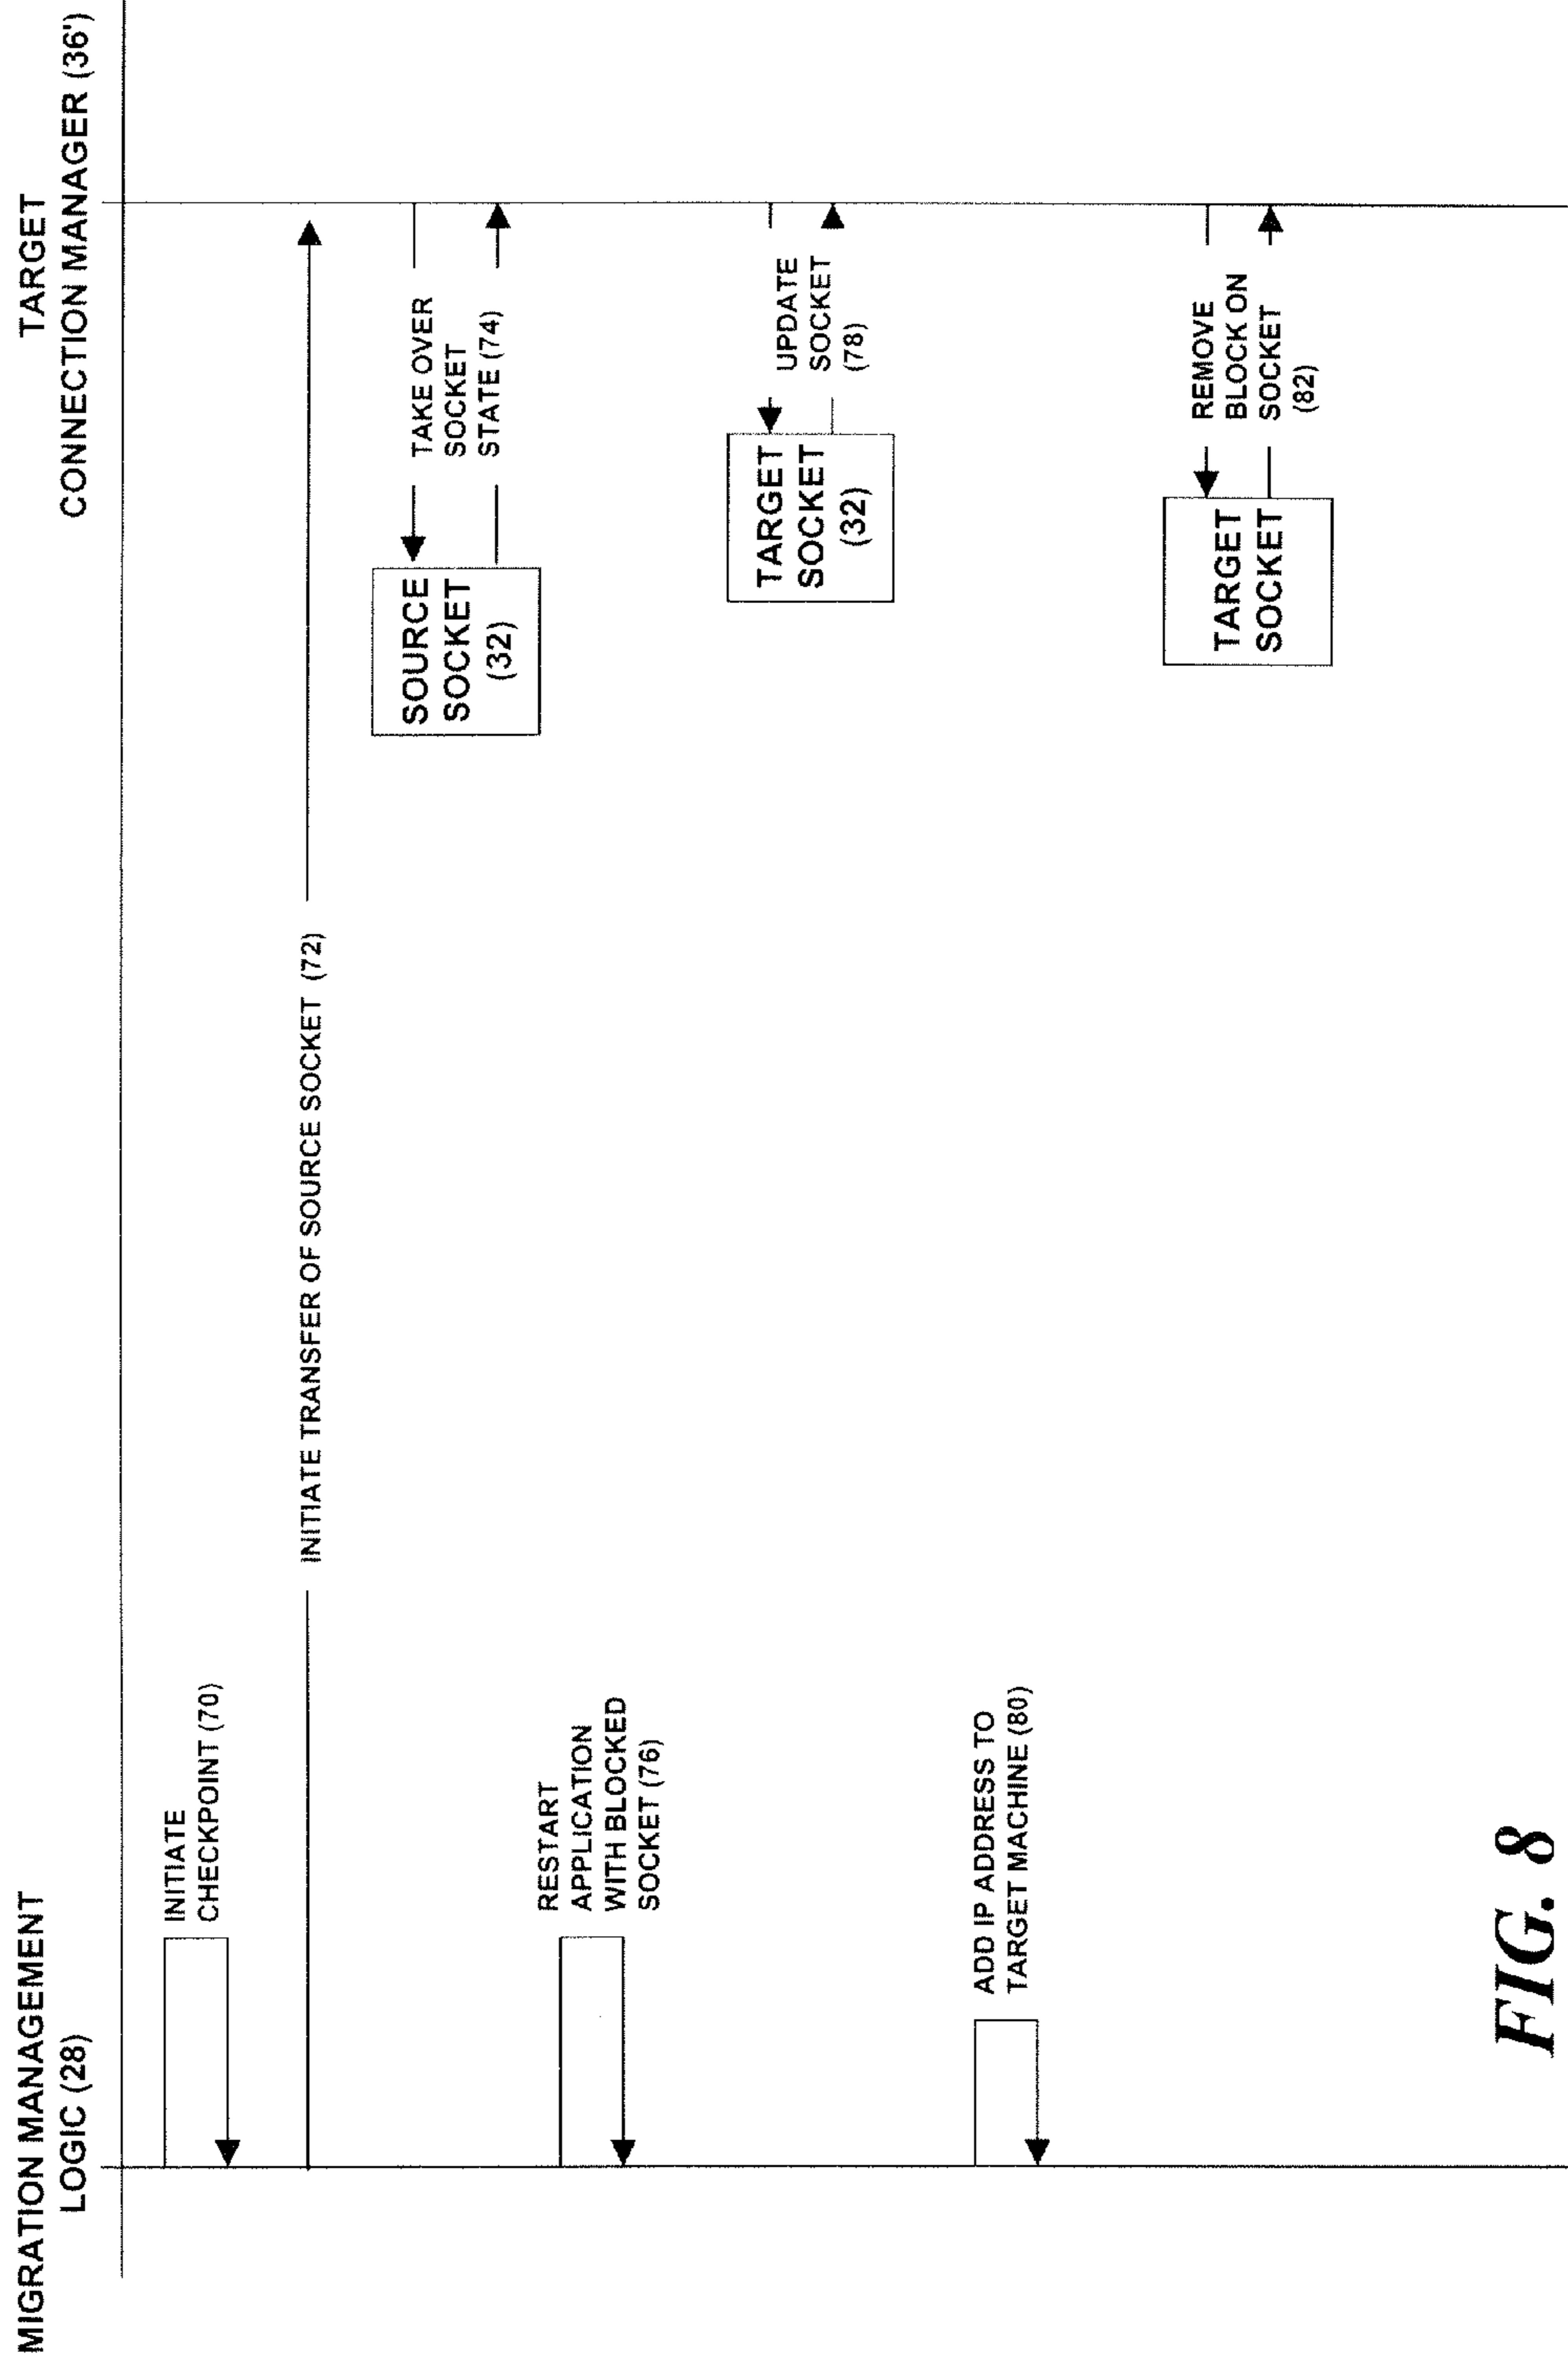 MIGRATION MANAGEMENT
LOGIC (28)
TARGET
CONNECTION MANAGER (36')
INITIATE
CHECKPOINT (70)
INITIATE TRANSFER OF SOURCE SOCKET (72)
SOURCE
SOCKET
(32)
TAKE OVER
SOCKET
STATE (74)
RESTART
APPLICATION
WITH BLOCKED
SOCKET (76)
TARGET
SOCKET
(32)
UPDATE
SOCKET
(78)
ADD IP ADDRESS TO
TARGET MACHINE (80)
TARGET
SOCKET
REMOVE
BLOCK ON
SOCKET
(82)
FIG. 8